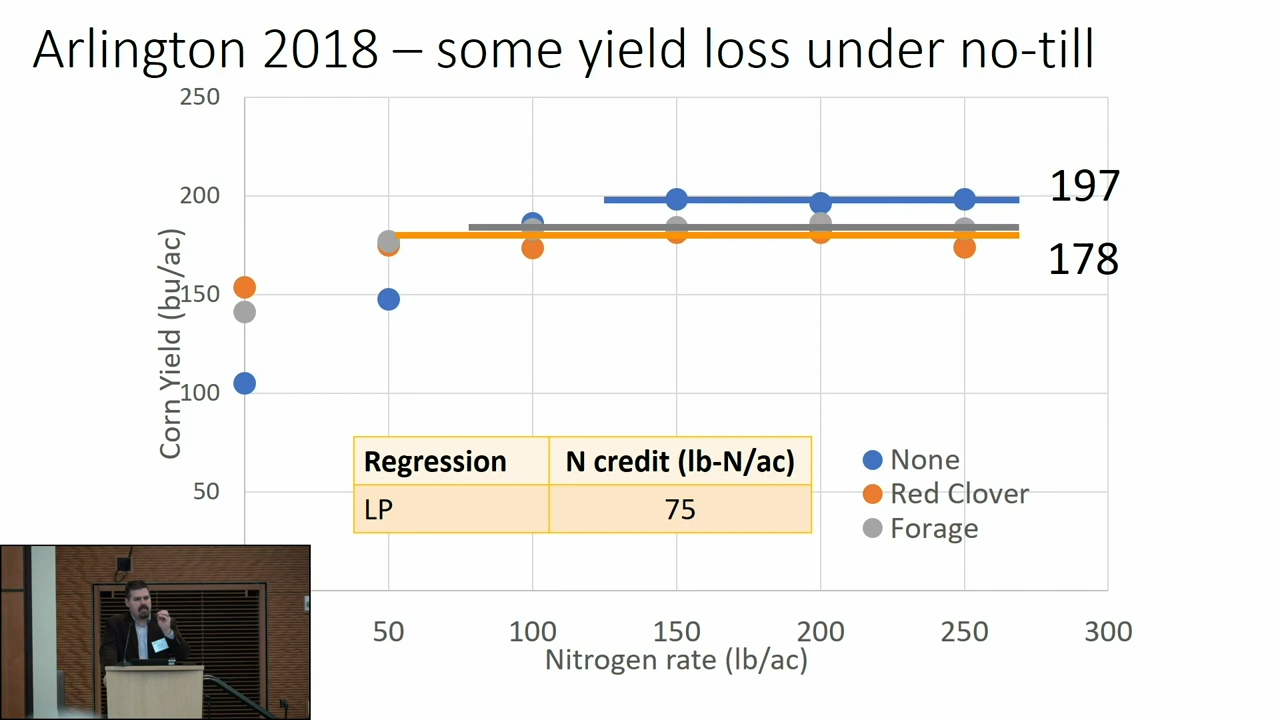 Arlington 2018 – some yield loss under no-till
250
200
150
100
50
Corn Yield (bu/ac)
197
178
Regression N credit (lb-N/ac)
LP 75
None
Red Clover
Forage
50 100 150 200 250 300
Nitrogen rate (lb/ac)